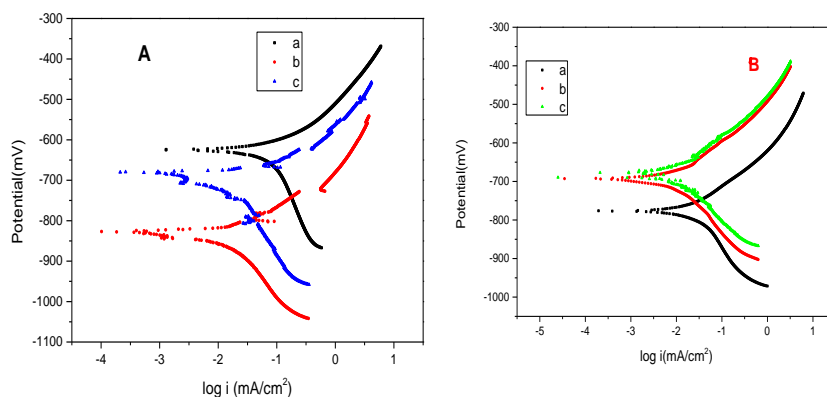 A
a
b
c
-300
-400
-500
-600
-700
-800
-900
-1000
-1100
Potential(mV)
-4
-3
-2
-1
0
1
log i (mA/cm²)
B
a
b
c
-300
-400
-500
-600
-700
-800
-900
-1000
Potential(mV)
-5
-4
-3
-2
-1
0
1
log i(mA/cm²)